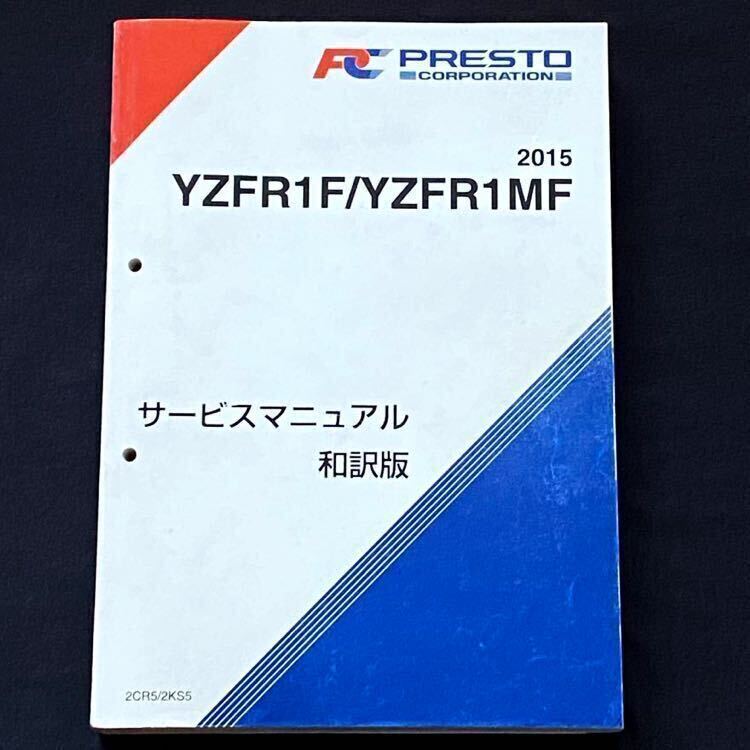 PC PRESTO
CORPORATION
2015
YZFR1F/YZFR1MF
サービスマニュアル
和訳版
2CR5/2KS5